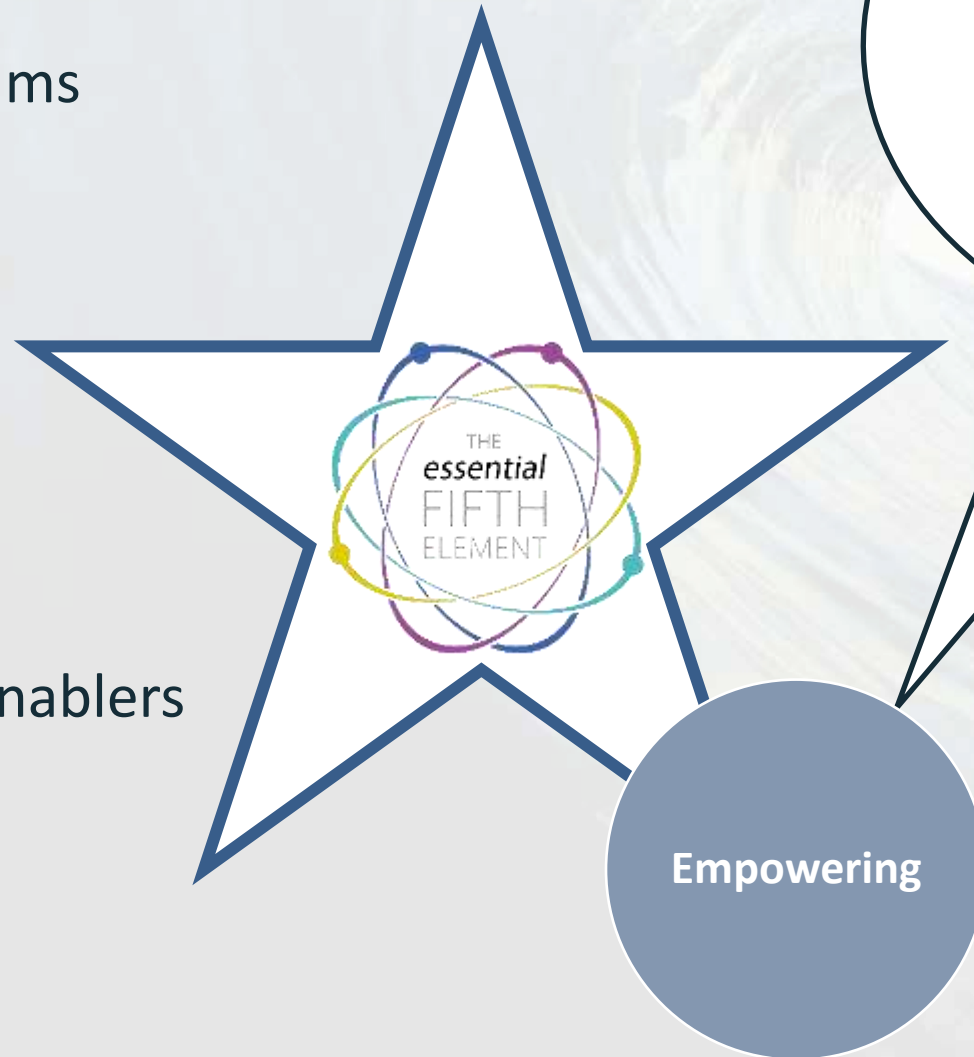 ms
THE
essential
FIFTH
ELEMENT
nablers
Empowering